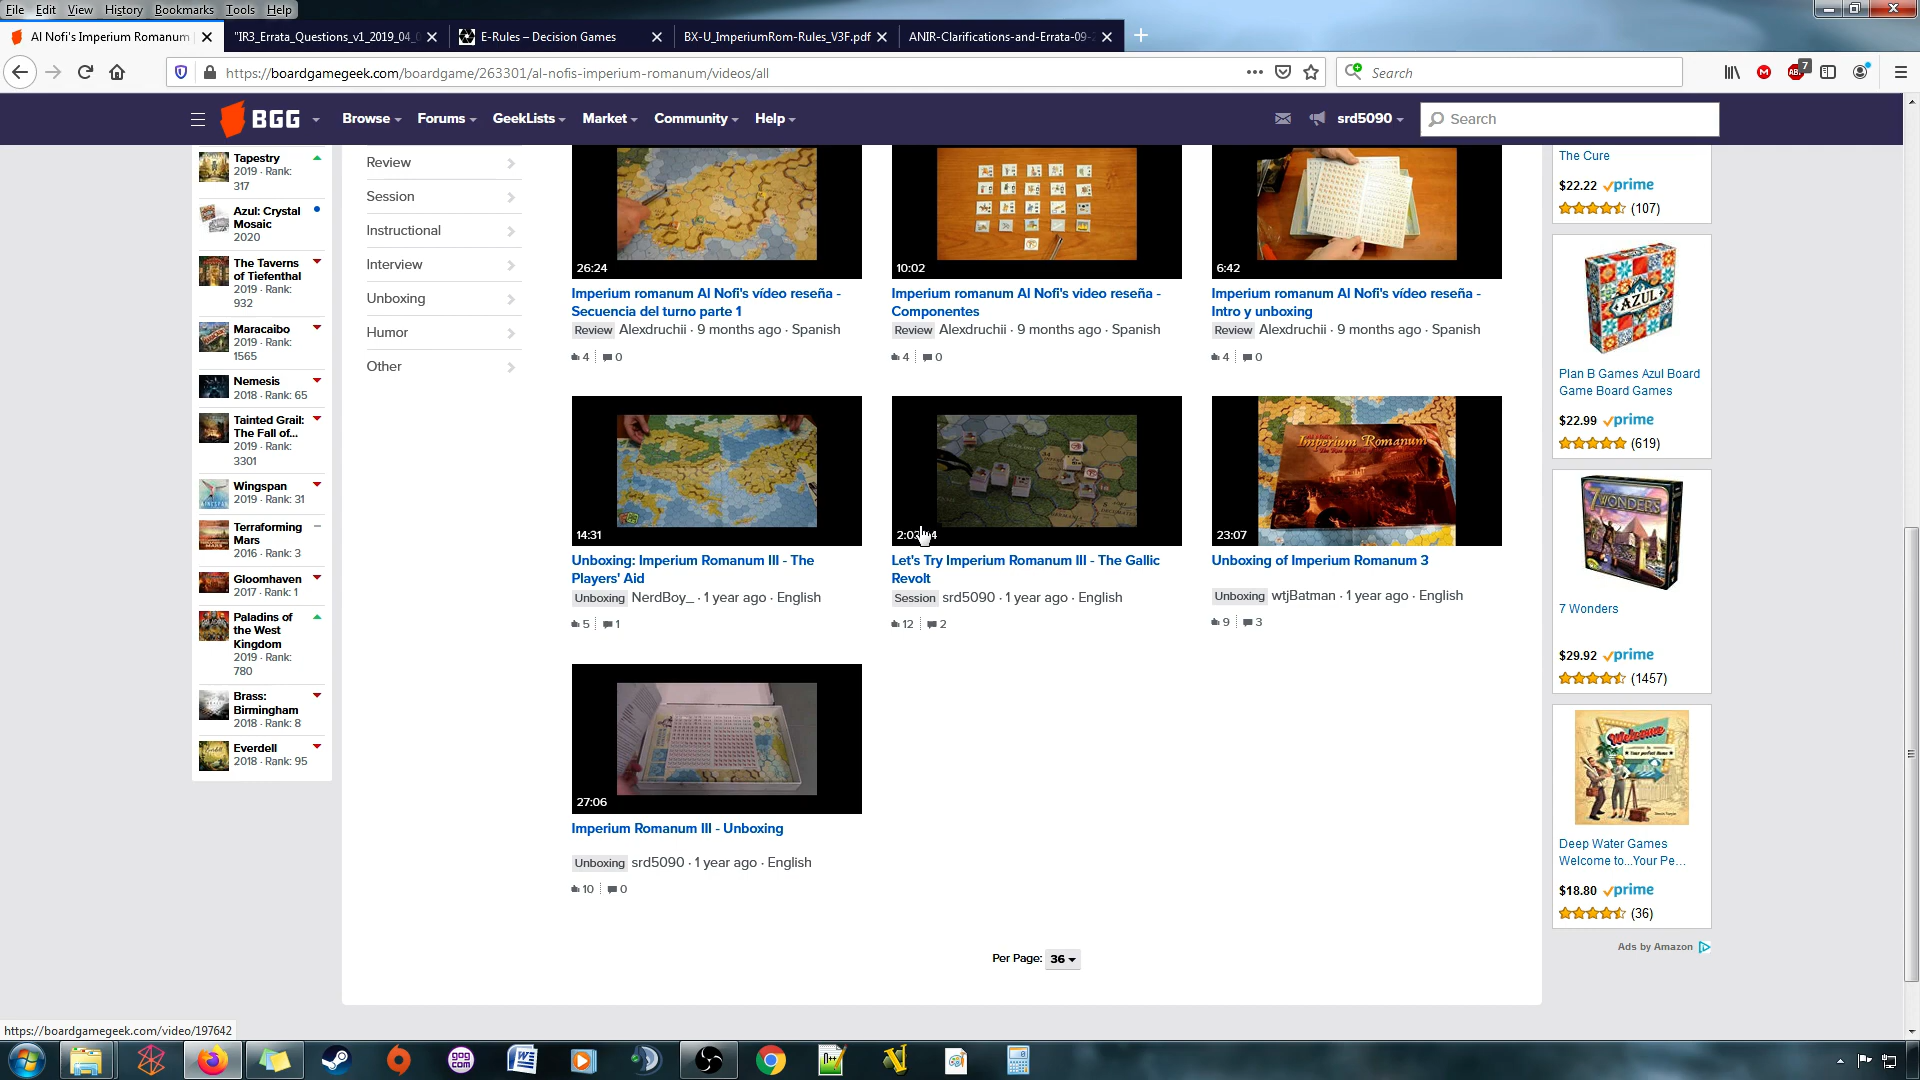 File Edit View History Bookmarks Tools Help
Al Nofi's Imperium Romanum
"IR3_Errata_Questions_v1_2019_04_
E-Rules – Decision Games
BX-U_ImperiumRom-Rules_V3F.pdf
ANIR-Clarifications-and-Errata-09-
https://boardgamegeek.com/boardgame/263301/al-nofis-imperium-romanum/videos/all
Search
7
BGG Browse Forums GeekLists Market Community Help srd5090 Search
Tapestry
2019 · Rank:
317
Azul: Crystal
Mosaic
2020
The Taverns
of Tiefenthal
2019 · Rank:
932
Maracaibo
2019 · Rank:
1565
Nemesis
2018 · Rank: 65
Tainted Grail:
The Fall of...
2019 · Rank:
3301
Wingspan
2019 · Rank: 31
Terraforming
Mars
2016 · Rank: 3
Gloomhaven
2017 · Rank: 1
Paladins of
the West
Kingdom
2019 · Rank:
780
Brass:
Birmingham
2018 · Rank: 8
Everdell
2018 · Rank: 95
Review
Session
Instructional
Interview
Unboxing
Humor
Other
26:24
Imperium romanum Al Nofi's vídeo reseña -
Secuencia del turno parte 1
Review Alexdruchii · 9 months ago · Spanish
4 0
10:02
Imperium romanum Al Nofi's video reseña -
Componentes
Review Alexdruchii · 9 months ago · Spanish
4 0
6:42
Imperium romanum Al Nofi's vídeo reseña -
Intro y unboxing
Review Alexdruchii · 9 months ago · Spanish
4 0
14:31
Unboxing: Imperium Romanum III - The
Players' Aid
Unboxing NerdBoy_ · 1 year ago · English
5 1
Let's Try Imperium Romanum III - The Gallic
Revolt
Session srd5090 · 1 year ago · English
12 2
Imperium Romanum
23:07
Unboxing of Imperium Romanum 3
Unboxing wtjBatman · 1 year ago · English
9 3
27:06
Imperium Romanum III - Unboxing
Unboxing srd5090 · 1 year ago · English
10 0
Per Page: 36
The Cure
$22.22 prime
(107)
AZUL
Plan B Games Azul Board
Game Board Games
$22.99 prime
(619)
7 WONDERS
7 Wonders
$29.92 prime
(1457)
Welcome
Deep Water Games
Welcome to...Your Pe...
$18.80 prime
(36)
Ads by Amazon
https://boardgamegeek.com/video/197642